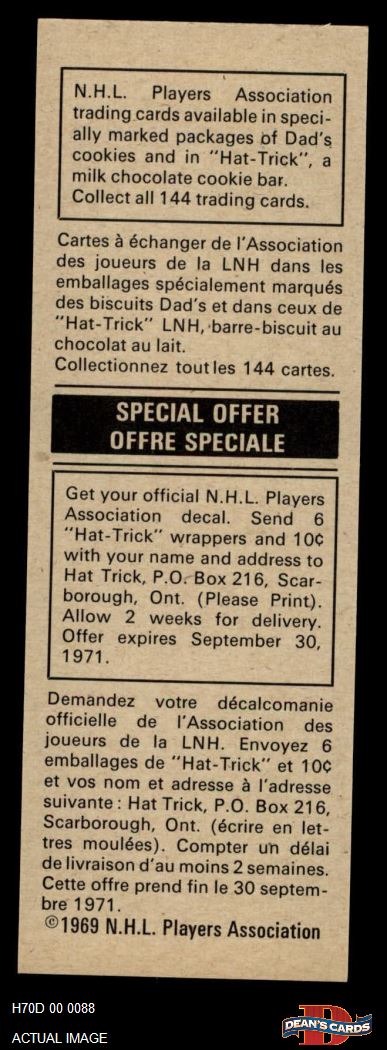 N.H.L. Players Association
trading cards available in speci-
ally marked packages of Dad's
cookies and in "Hat-Trick", a
milk chocolate cookie bar.
Collect all 144 trading cards.
Cartes à échanger de l'Association
des joueurs de la LNH dans les
emballages spécialement marqués
des biscuits Dad's et dans ceux de
"Hat-Trick" LNH, barre-biscuit au
chocolat au lait.
Collectionnez toutles 144 cartes.
SPECIAL OFFER
OFFRE SPECIALE
Get your official N.H.L. Players
Association decal. Send 6
"Hat-Trick" wrappers and 10¢
with your name and address to
Hat Trick, P.O. Box 216, Scar-
borough, Ont. (Please Print).
Allow 2 weeks for delivery.
Offer expires September 30,
1971.
Demandez votre décalcomanie
officielle de l'Association des
joueurs de la LNH. Envoyez 6
emballages de "Hat-Trick" et 10¢
et vos nom et adresse à l'adresse
suivante : Hat Trick, P.O. Box 216,
Scarborough, Ont. (écrire en let-
tres moulées). Compter un délai
de livraison d'au moins 2 semaines.
Cette offre prend fin le 30 septem-
bre 1971.
©1969 N.H.L. Players Association
H70D 00 0088
ACTUAL IMAGE
D
DEAN'S CARDS